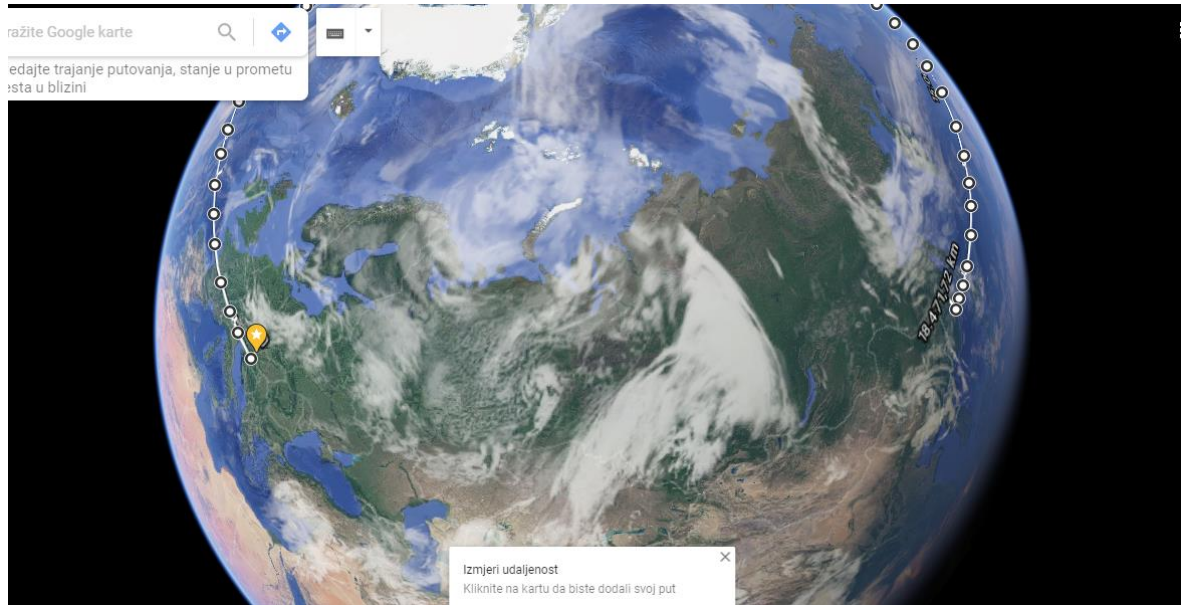 ražite Google karte
edajte trajanje putovanja, stanje u prometu
esta u blizini
18.471,72 km
Izmjeri udaljenost
Kliknite na kartu da biste dodali svoj put